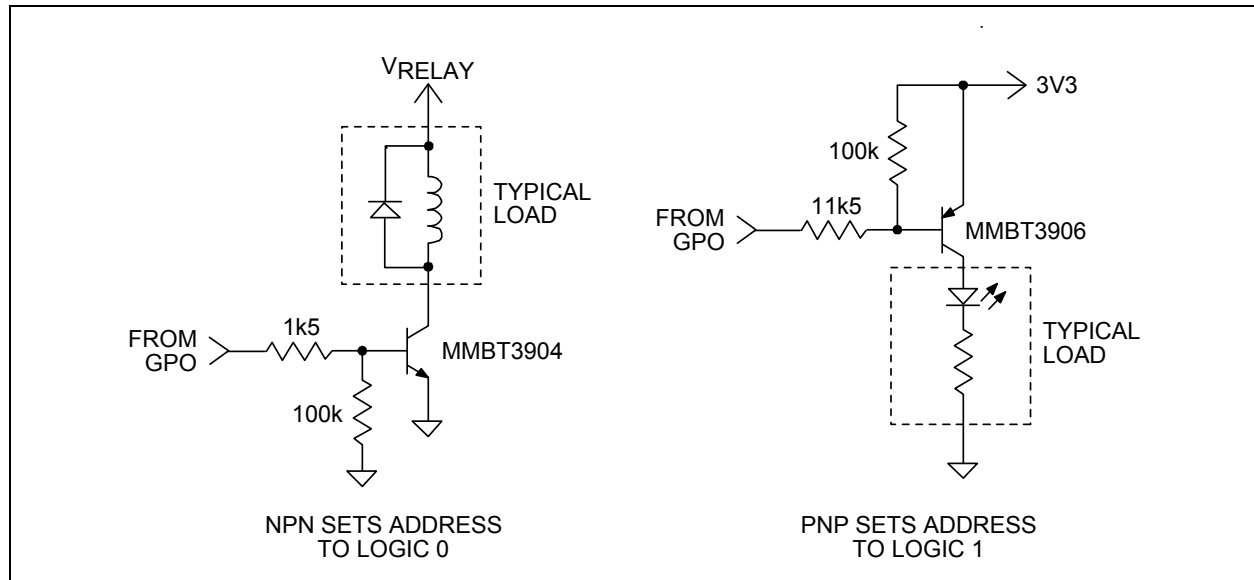 VRELAY
TYPICAL
LOAD
FROM
GPO
1k5
100k
MMBT3904
NPN SETS ADDRESS
TO LOGIC 0
3V3
100k
FROM
GPO
11k5
MMBT3906
TYPICAL
LOAD
PNP SETS ADDRESS
TO LOGIC 1